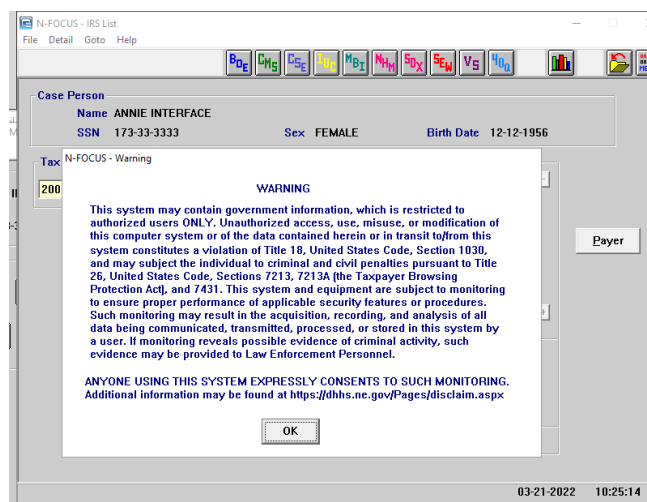 N-FOCUS - IRS List
File Detail Goto Help
BDE CMS CSE IUC MBI NHM SDX SEW VS 40Q
Case Person
Name ANNIE INTERFACE
SSN 173-33-3333 Sex FEMALE Birth Date 12-12-1956
Tax
200
Payer
N-FOCUS - Warning
WARNING
This system may contain government information, which is restricted to
authorized users ONLY. Unauthorized access, use, misuse, or modification of
this computer system or of the data contained herein or in transit to/from this
system constitutes a violation of Title 18, United States Code, Section 1030,
and may subject the individual to criminal and civil penalties pursuant to Title
26, United States Code, Sections 7213, 7213A (the Taxpayer Browsing
Protection Act), and 7431. This system and equipment are subject to monitoring
to ensure proper performance of applicable security features or procedures.
Such monitoring may result in the acquisition, recording, and analysis of all
data being communicated, transmitted, processed, or stored in this system by
a user. If monitoring reveals possible evidence of criminal activity, such
evidence may be provided to Law Enforcement Personnel.
ANYONE USING THIS SYSTEM EXPRESSLY CONSENTS TO SUCH MONITORING.
Additional information may be found at https://dhhs.ne.gov/Pages/disclaim.aspx
OK
03-21-2022 10:25:14